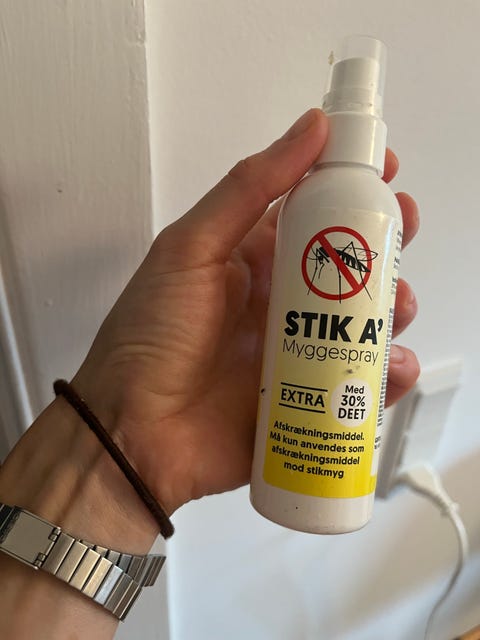 STIK A'
Myggespray
EXTRA
Med
30%
DEET
Afskrækningsmiddel.
Må kun anvendes som
afskrækningsmiddel
mod stikmyg